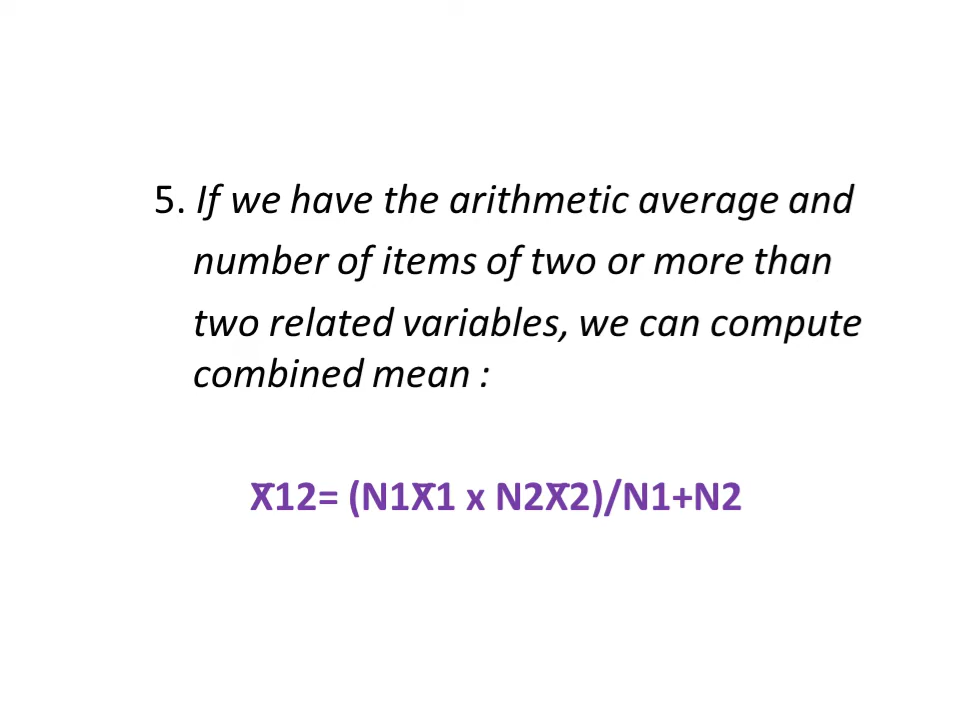 5. If we have the arithmetic average and
number of items of two or more than
two related variables, we can compute
combined mean :
X̅12= (N1X̅1 x N2X̅2)/N1+N2